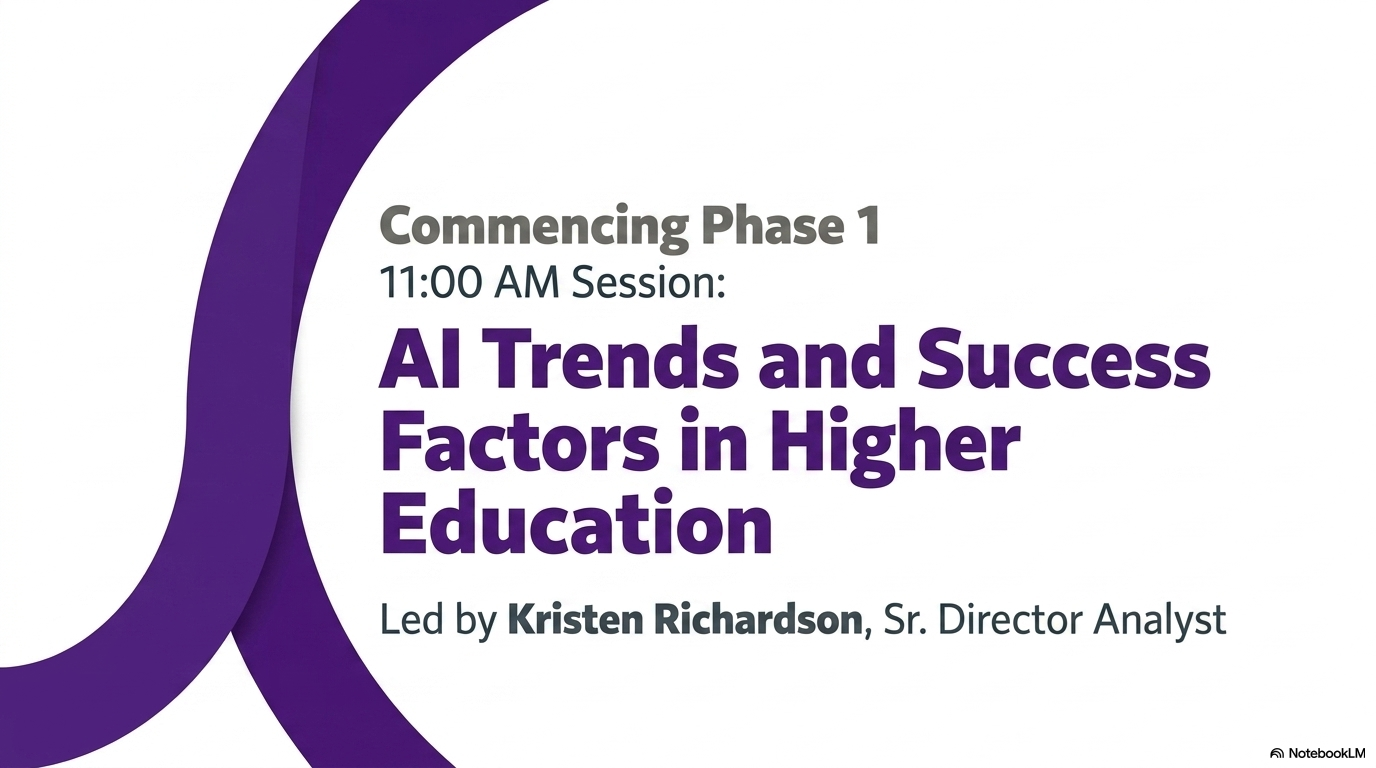 Commencing Phase 1
11:00 AM Session:
AI Trends and Success
Factors in Higher
Education
Led by Kristen Richardson, Sr. Director Analyst
NotebookLM